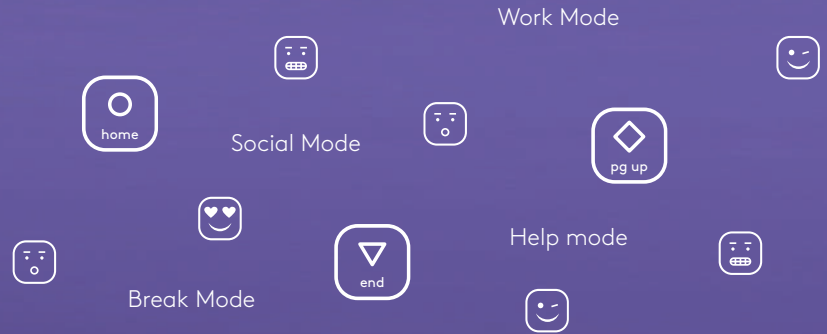 Work Mode
home
Social Mode
pg up
Help mode
end
Break Mode